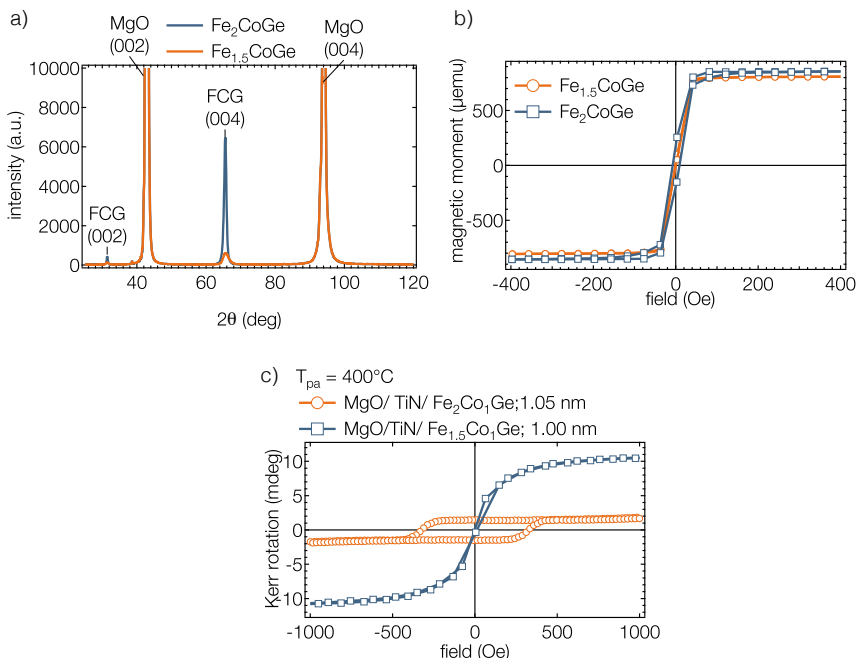 a)
Fe2CoGe
Fe1.5CoGe
MgO
(002)
MgO
(004)
FCG
(004)
FCG
(002)
10000
8000
6000
4000
2000
0
intensity (a.u.)
40 60 80 100 120
2θ (deg)
b)
Fe1.5CoGe
Fe2CoGe
500
0
-500
magnetic moment (µemu)
-400 -200 0 200 400
field (Oe)
c) Tpa = 400°C
MgO/ TiN/ Fe2Co1Ge;1.05 nm
MgO/TiN/ Fe1.5Co1Ge; 1.00 nm
10
5
0
-5
-10
Kerr rotation (mdeg)
-1000 -500 0 500 1000
field (Oe)